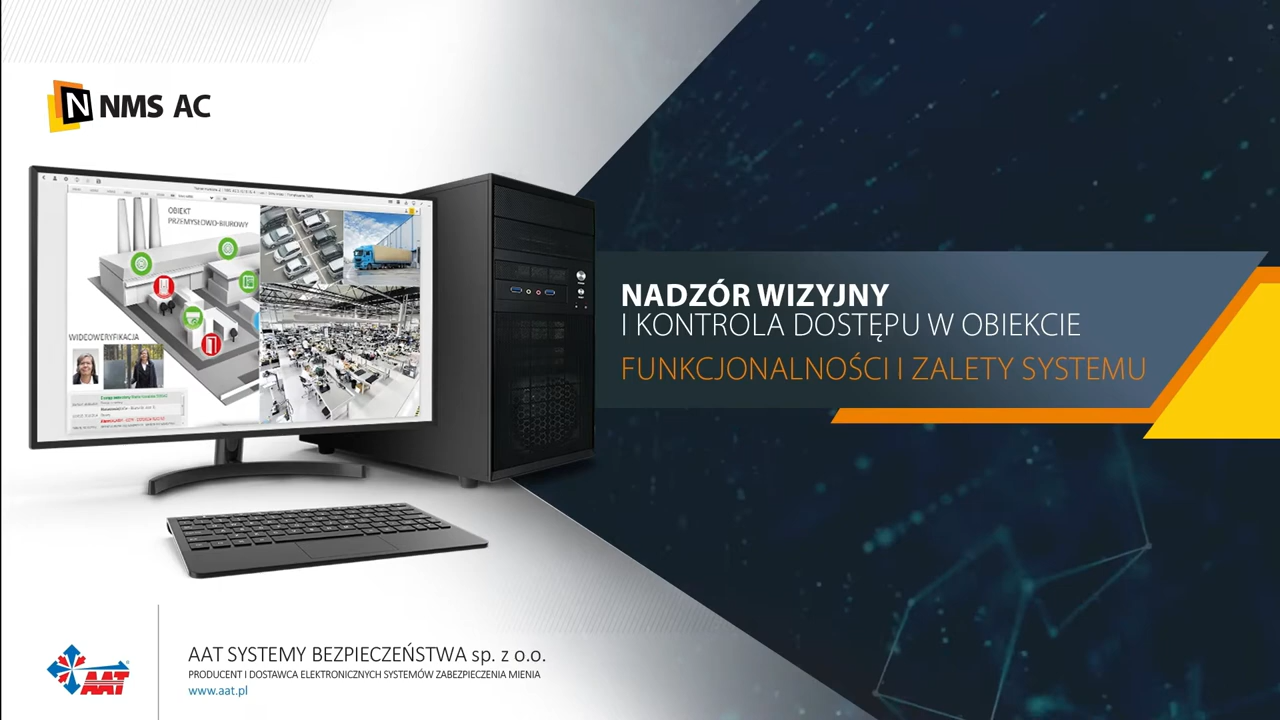 N NMS AC
OBIEKT
PRZEMYSŁOWO-BIUROWY
WIDEOWERYFIKACJA
NADZÓR WIZYJNY
I KONTROLA DOSTĘPU W OBIEKCIE
FUNKCJONALNOŚCI I ZALETY SYSTEMU
AAT
AAT SYSTEMY BEZPIECZEŃSTWA sp. z o.o.
PRODUCENT I DOSTAWCA ELEKTRONICZNYCH SYSTEMÓW ZABEZPIECZENIA MIENIA
www.aat.pl